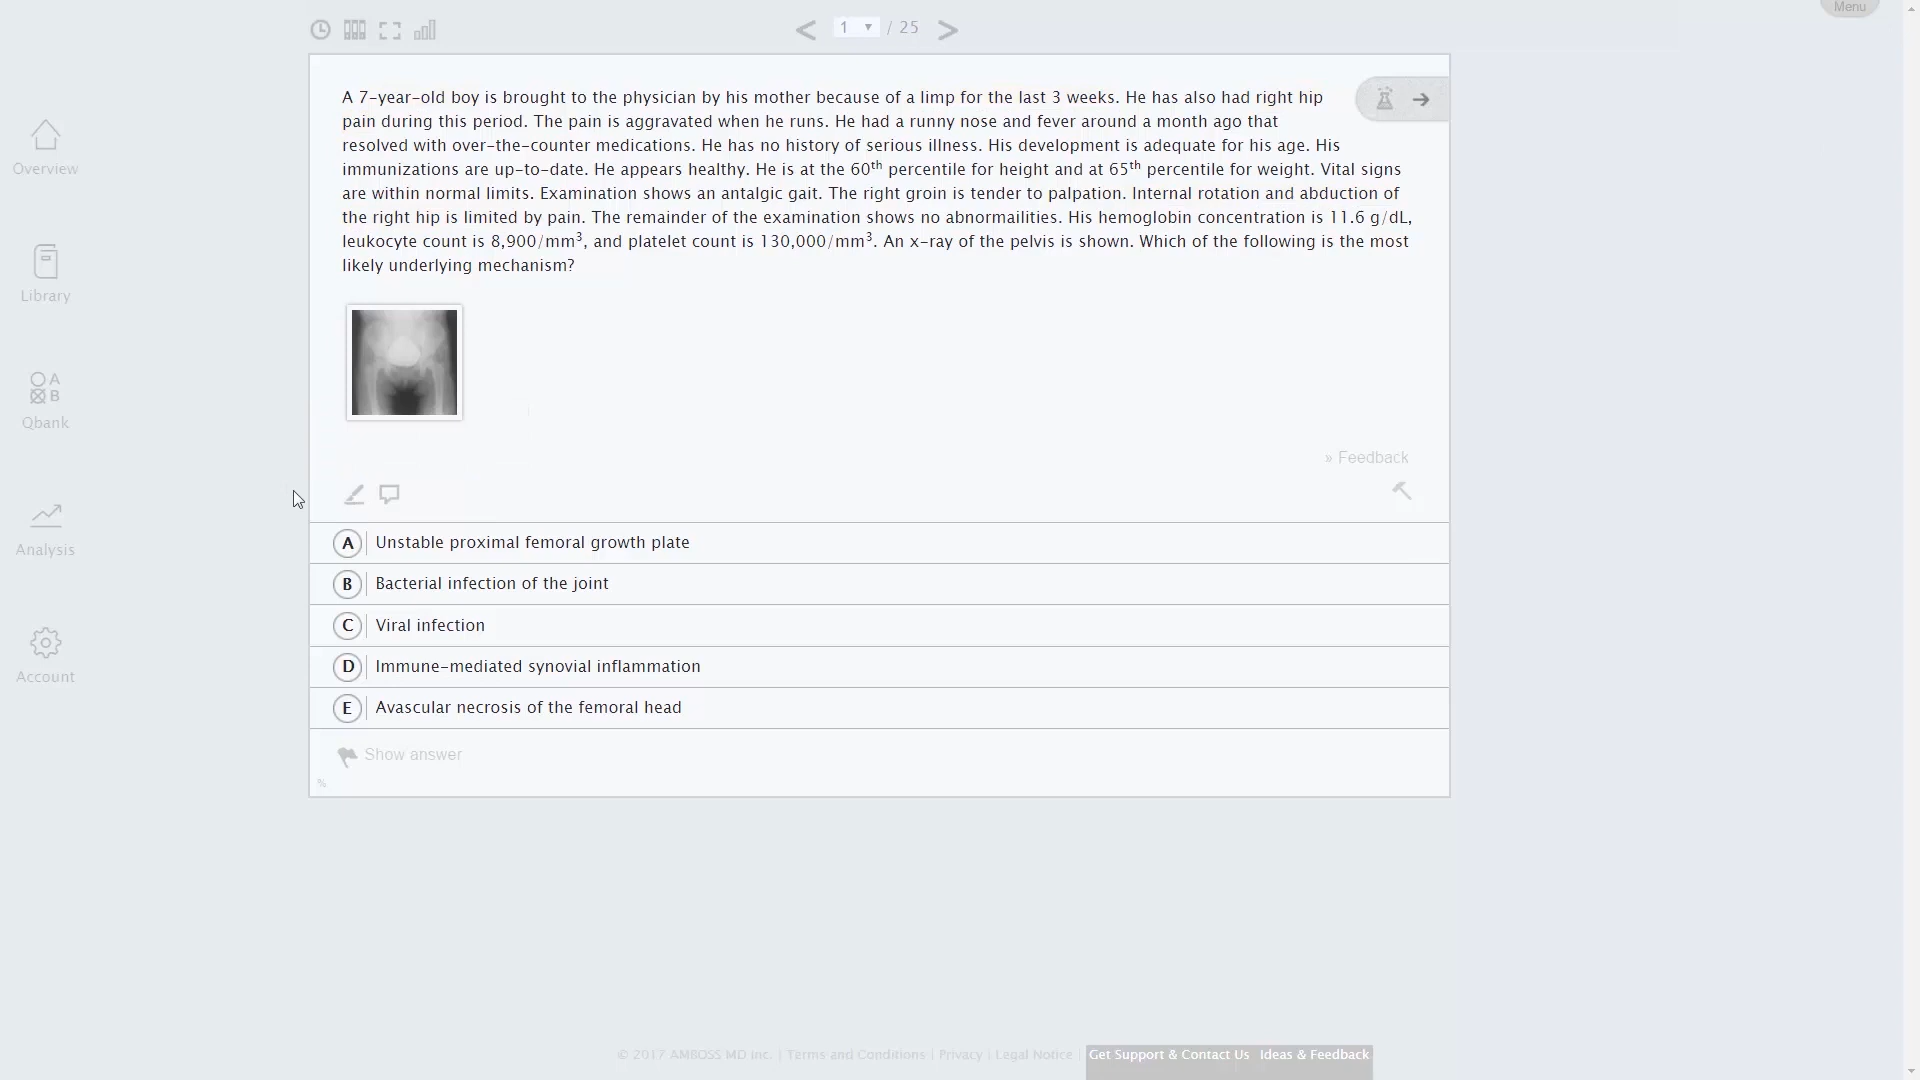 Menu
1 / 25
A 7-year-old boy is brought to the physician by his mother because of a limp for the last 3 weeks. He has also had right hip
pain during this period. The pain is aggravated when he runs. He had a runny nose and fever around a month ago that
resolved with over-the-counter medications. He has no history of serious illness. His development is adequate for his age. His
immunizations are up-to-date. He appears healthy. He is at the 60th percentile for height and at 65th percentile for weight. Vital signs
are within normal limits. Examination shows an antalgic gait. The right groin is tender to palpation. Internal rotation and abduction of
the right hip is limited by pain. The remainder of the examination shows no abnormailities. His hemoglobin concentration is 11.6 g/dL,
leukocyte count is 8,900/mm3, and platelet count is 130,000/mm3. An x-ray of the pelvis is shown. Which of the following is the most
likely underlying mechanism?
Overview
Library
A
B
Qbank
Analysis
Account
» Feedback
A Unstable proximal femoral growth plate
B Bacterial infection of the joint
C Viral infection
D Immune-mediated synovial inflammation
E Avascular necrosis of the femoral head
Show answer
%
© 2017 AMBOSS MD Inc. | Terms and Conditions | Privacy | Legal Notice | Get Support & Contact Us Ideas & Feedback